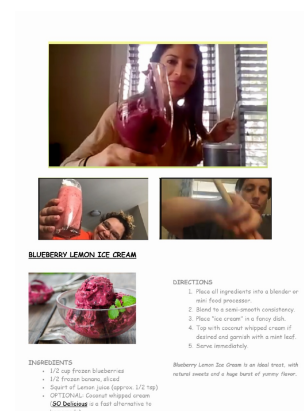 BLUEBERRY LEMON ICE CREAM
INGREDIENTS
• 1/2 cup frozen blueberries
• 1/2 frozen banana, sliced
• Squirt of Lemon juice (approx. 1/2 tsp)
• OPTIONAL: Coconut whipped cream
(SO Delicious is a fast alternative to
DIRECTIONS
1. Place all ingredients into a blender or
mini food processor.
2. Blend to a semi-smooth consistency.
3. Place "ice cream" in a fancy dish.
4. Top with coconut whipped cream if
desired and garnish with a mint leaf.
5. Serve immediately.
Blueberry Lemon Ice Cream is an ideal treat, with
natural sweets and a huge burst of yummy flavor.